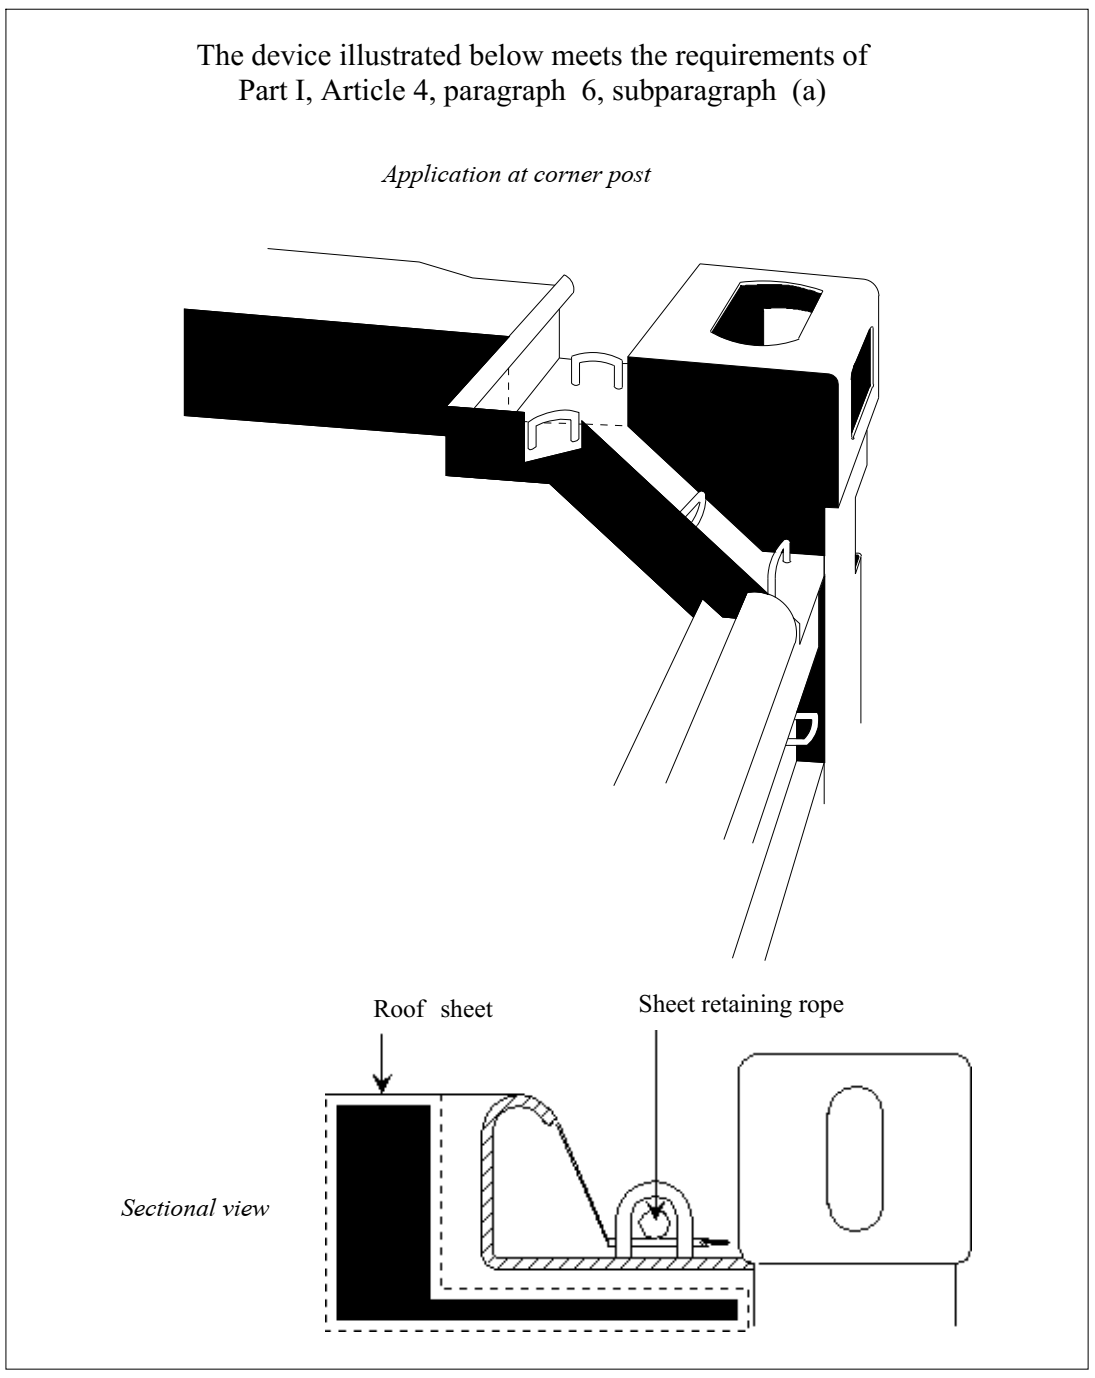 The device illustrated below meets the requirements of
Part I, Article 4, paragraph 6, subparagraph (a)
Application at corner post
Roof sheet
Sheet retaining rope
Sectional view